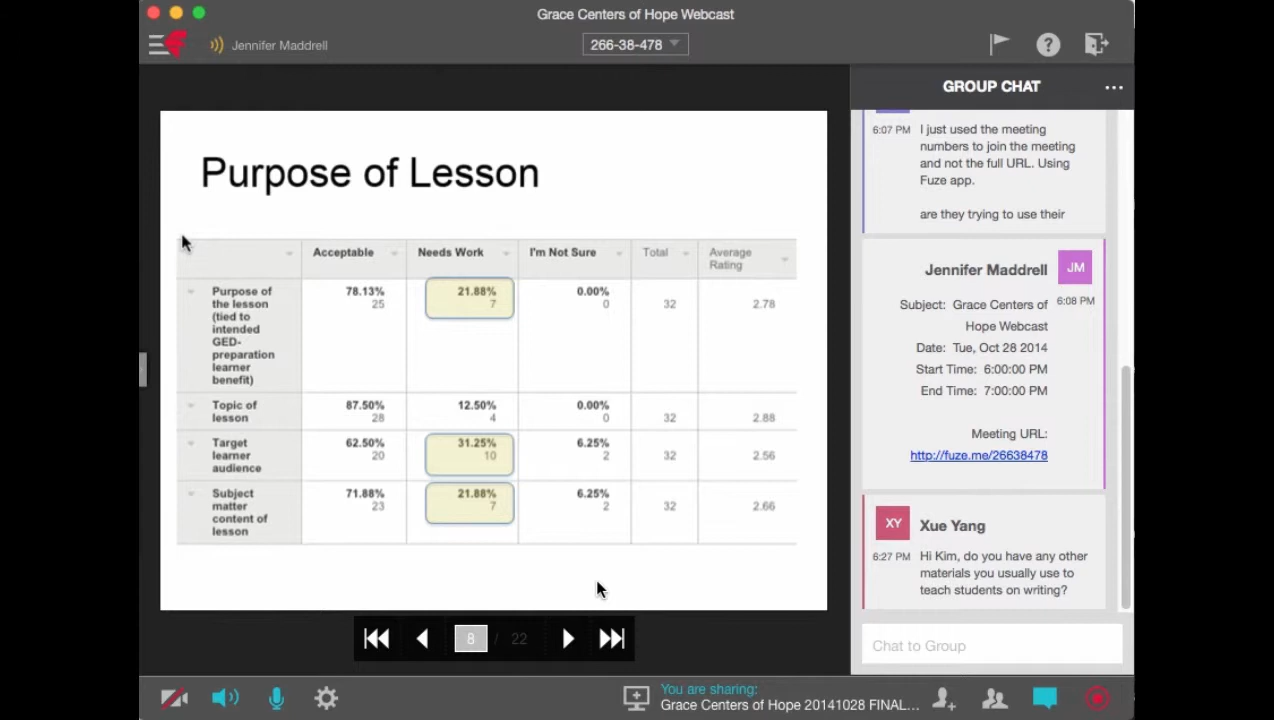 Grace Centers of Hope Webcast
Jennifer Maddrell
266-38-478
GROUP CHAT
Purpose of Lesson
Acceptable Needs Work I'm Not Sure Total Average
Rating
Purpose of 78.13% 21.88% 0.00%
the lesson 25 7 0 32 2.78
(tied to
intended
GED-
preparation
learner
benefit)
Topic of 87.50% 12.50% 0.00%
lesson 28 4 0 32 2.88
Target 62.50% 31.25% 6.25%
learner 20 10 2 32 2.56
audience
Subject 71.88% 21.88% 6.25%
matter 23 7 2 32 2.66
content of
lesson
8 / 22
6:07 PM I just used the meeting
numbers to join the meeting
and not the full URL. Using
Fuze app.
are they trying to use their
Jennifer Maddrell JM
Subject: Grace Centers of 6:08 PM
Hope Webcast
Date: Tue, Oct 28 2014
Start Time: 6:00:00 PM
End Time: 7:00:00 PM
Meeting URL:
http://fuze.me/26638478
XY Xue Yang
6:27 PM Hi Kim, do you have any other
materials you usually use to
teach students on writing?
Chat to Group
You are sharing:
Grace Centers of Hope 20141028 FINAL...